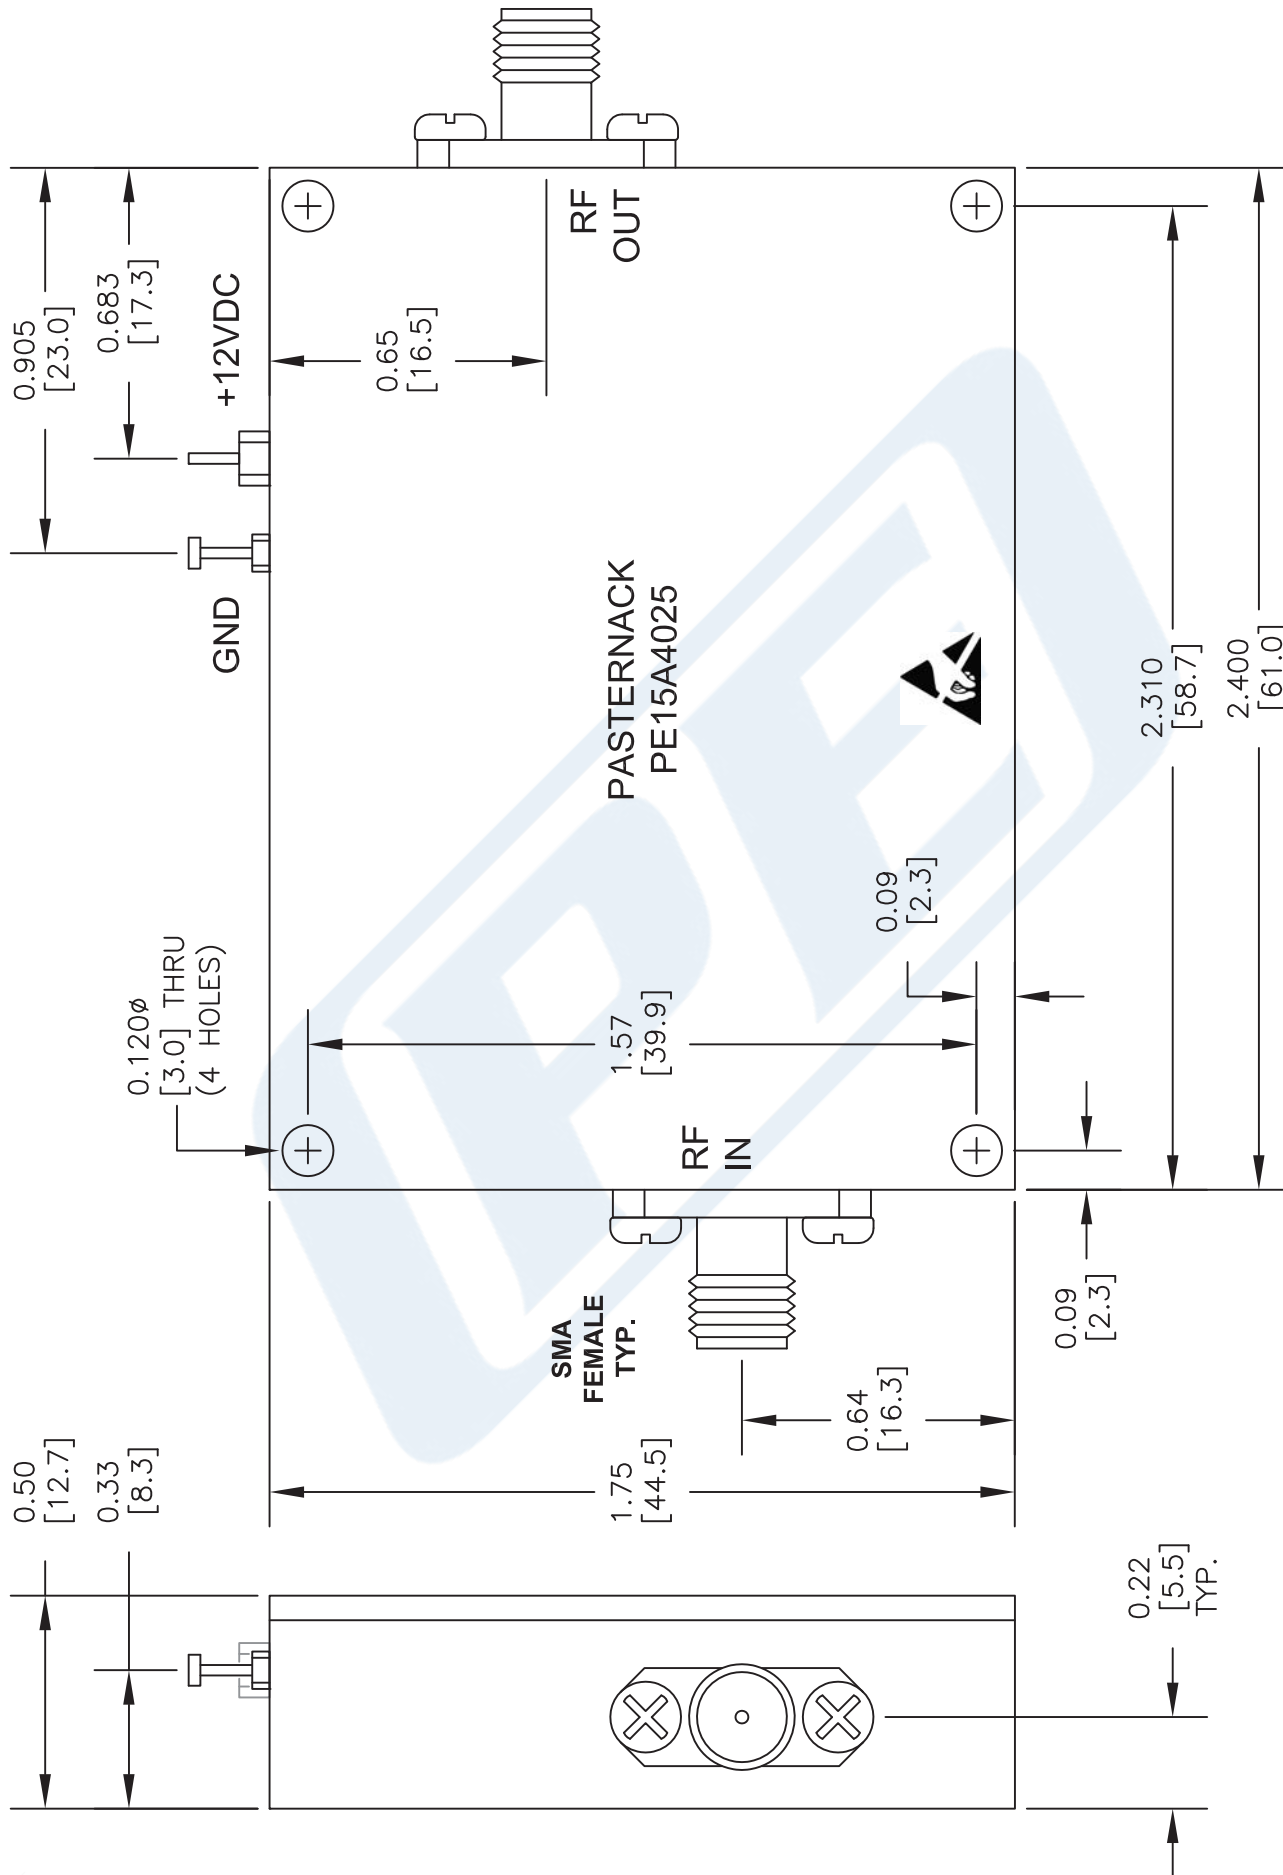 0.50
[12.7]
0.33
[8.3]
0.120ø
[3.0] THRU
(4 HOLES)
GND
+12VDC
0.905
[23.0]
0.683
[17.3]
0.65
[16.5]
RF
OUT
PASTERNACK
PE15A4025
1.57
[39.9]
0.09
[2.3]
RF
IN
SMA
FEMALE
TYP.
1.75
[44.5]
0.64
[16.3]
0.09
[2.3]
2.310
[58.7]
2.400
[61.0]
0.22
[5.5]
TYP.
PE